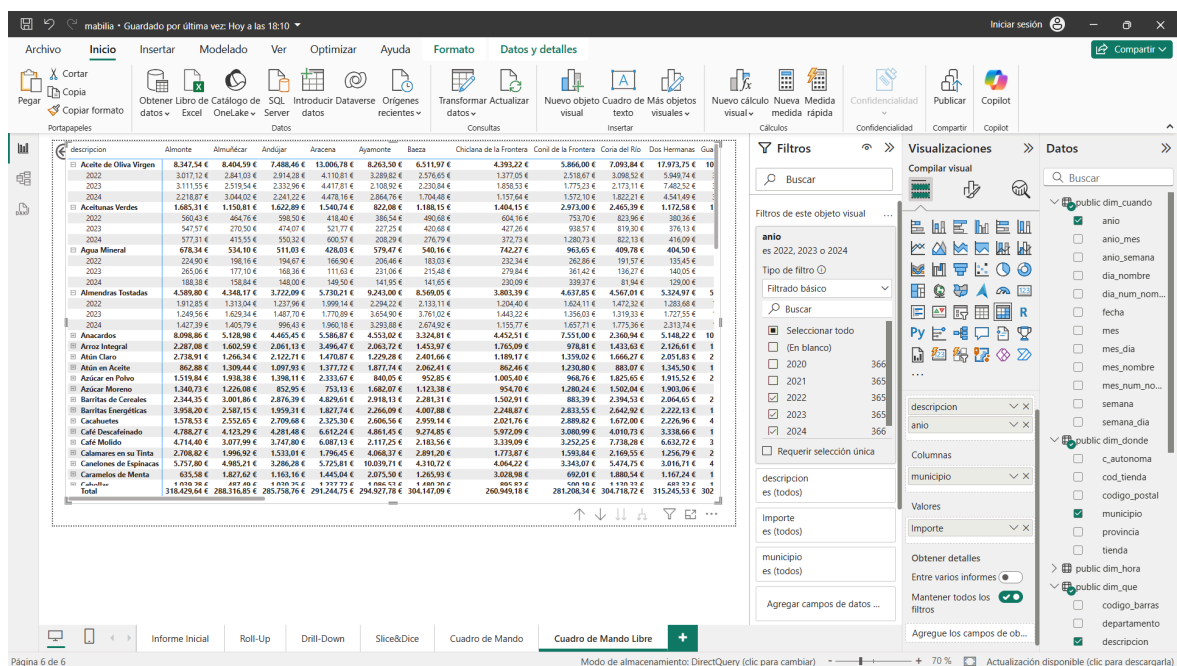 mabilia • Guardado por última vez: Hoy a las 18:10
Iniciar sesión
Archivo Inicio Insertar Modelado Ver Optimizar Ayuda Formato Datos y detalles Compartir
Pegar Cortar Copiar Copiar formato
Obtener datos Libro de Excel Catálogo de OneLake SQL Server Introducir datos Dataverse Orígenes recientes Transformar datos Actualizar Nuevo objeto visual Cuadro de texto Más objetos visuales Nuevo cálculo visual Nueva medida Medida rápida Confidencialidad Publicar Copilot
Portapapeles Datos Consultas Insertar Cálculos Confidencialidad Compartir Copilot
descripcion Almonte Almuñécar Andújar Aracena Ayamonte Baeza Chiclana de la Frontera Conil de la Frontera Coria del Río Dos Hermanas Gua
Aceite de Oliva Virgen 8.347,54 € 8.404,59 € 7.488,46 € 13.006,78 € 8.263,50 € 6.511,97 € 4.393,22 € 5.866,00 € 7.093,84 € 17.973,75 € 10
2022 3.017,12 € 2.841,03 € 2.914,28 € 4.110,81 € 3.289,82 € 2.576,65 € 1.377,05 € 2.518,67 € 3.098,52 € 5.949,74 €
2023 3.111,55 € 2.519,54 € 2.332,96 € 4.417,81 € 2.108,92 € 2.230,84 € 1.858,53 € 1.775,23 € 2.173,11 € 7.482,52 €
2024 2.218,87 € 3.044,02 € 2.241,22 € 4.478,16 € 2.864,76 € 1.704,48 € 1.157,64 € 1.572,10 € 1.822,21 € 4.541,49 €
Aceitunas Verdes 1.685,31 € 1.150,81 € 1.622,89 € 1.540,74 € 822,08 € 1.188,15 € 1.404,15 € 2.973,00 € 2.465,39 € 1.172,58 € 1
2022 560,43 € 464,76 € 598,50 € 418,40 € 386,54 € 490,68 € 604,16 € 753,70 € 823,96 € 380,36 €
2023 547,57 € 270,50 € 474,07 € 521,77 € 227,25 € 420,68 € 427,26 € 938,57 € 819,30 € 376,13 €
2024 577,31 € 415,55 € 550,32 € 600,57 € 208,29 € 276,79 € 372,73 € 1.280,73 € 822,13 € 416,09 €
Agua Mineral 678,34 € 534,10 € 511,03 € 428,03 € 579,47 € 540,16 € 742,27 € 963,65 € 409,78 € 404,50 €
2022 224,90 € 198,16 € 194,67 € 166,90 € 206,46 € 183,03 € 232,34 € 262,86 € 191,57 € 135,45 €
2023 265,06 € 177,10 € 168,36 € 111,63 € 231,06 € 215,48 € 279,84 € 361,42 € 136,27 € 140,05 €
2024 188,38 € 158,84 € 148,00 € 149,50 € 141,95 € 141,65 € 230,09 € 339,37 € 81,94 € 129,00 €
Almendras Tostadas 4.589,80 € 4.348,17 € 3.722,09 € 5.730,21 € 9.243,00 € 8.569,05 € 3.803,39 € 4.637,85 € 4.567,01 € 5.324,97 € 5
2022 1.912,85 € 1.313,04 € 1.237,96 € 1.999,14 € 2.294,22 € 2.133,11 € 1.204,40 € 1.624,11 € 1.472,32 € 1.283,68 €
2023 1.249,56 € 1.629,34 € 1.487,70 € 1.770,89 € 3.654,90 € 3.761,02 € 1.443,22 € 1.356,03 € 1.319,33 € 1.727,55 €
2024 1.427,39 € 1.405,79 € 996,43 € 1.960,18 € 3.293,88 € 2.674,92 € 1.155,77 € 1.657,71 € 1.775,36 € 2.313,74 €
Anacardos 8.098,86 € 5.128,98 € 4.465,45 € 5.586,87 € 4.553,02 € 3.324,81 € 4.452,51 € 7.551,00 € 2.360,94 € 5.148,22 € 10
Arroz Integral 2.287,08 € 1.602,59 € 2.061,13 € 3.496,47 € 2.063,72 € 1.453,97 € 1.765,09 € 978,81 € 1.433,63 € 2.126,61 € 1
Atún Claro 2.738,91 € 1.266,34 € 2.122,71 € 1.470,87 € 1.229,28 € 2.401,66 € 1.189,17 € 1.359,02 € 1.666,27 € 2.051,83 € 2
Atún en Aceite 862,88 € 1.309,44 € 1.097,93 € 1.377,72 € 1.877,74 € 2.062,41 € 862,46 € 1.230,80 € 883,07 € 1.345,50 € 1
Azúcar en Polvo 1.519,84 € 1.938,38 € 1.398,11 € 2.333,67 € 840,05 € 952,85 € 1.005,40 € 968,76 € 1.825,65 € 1.915,52 € 2
Azúcar Moreno 1.340,73 € 1.226,08 € 852,95 € 753,13 € 1.682,07 € 1.123,38 € 954,70 € 1.280,24 € 1.502,04 € 1.903,06 €
Barritas de Cereales 2.344,35 € 3.001,86 € 2.876,39 € 4.829,61 € 2.918,13 € 2.281,31 € 1.502,91 € 883,39 € 2.394,53 € 2.064,65 € 2
Barritas Energéticas 3.958,20 € 2.587,15 € 1.959,31 € 1.827,74 € 2.266,09 € 4.007,88 € 2.248,87 € 2.833,55 € 2.642,92 € 2.222,13 € 1
Cacahuetes 1.578,53 € 2.552,65 € 2.709,68 € 2.325,30 € 2.606,56 € 2.959,14 € 2.021,76 € 2.889,82 € 1.672,00 € 2.226,96 € 4
Café Descafeinado 4.788,27 € 4.123,29 € 4.281,48 € 6.612,24 € 4.861,45 € 9.274,85 € 5.972,09 € 3.080,99 € 4.010,73 € 3.338,66 € 1
Café Molido 4.714,40 € 3.077,99 € 3.747,80 € 6.087,13 € 2.117,25 € 2.183,56 € 3.339,09 € 3.252,25 € 7.738,28 € 6.632,72 € 3
Calamares en su Tinta 2.708,82 € 1.996,92 € 1.533,01 € 1.796,45 € 4.068,37 € 2.891,20 € 1.773,87 € 1.593,84 € 2.169,55 € 1.256,79 € 2
Canelones de Espinacas 5.757,80 € 4.985,21 € 3.286,28 € 5.725,81 € 10.039,71 € 4.310,72 € 4.064,22 € 3.343,07 € 5.474,75 € 3.016,71 € 4
Caramelos de Menta 635,58 € 1.827,62 € 1.163,16 € 1.445,04 € 2.075,50 € 1.265,93 € 3.028,98 € 692,01 € 1.880,54 € 1.167,24 € 1
Total 318.429,64 € 288.316,85 € 285.758,76 € 291.244,75 € 294.927,78 € 304.147,09 € 260.949,18 € 281.208,34 € 304.718,72 € 315.245,53 € 302
Filtros
Buscar
Filtros de este objeto visual ...
anio
es 2022, 2023 o 2024
Tipo de filtro
Filtrado básico
Buscar
Seleccionar todo
(En blanco)
2020 366
2021 365
2022 365
2023 365
2024 366
Requerir selección única
descripcion
es (todos)
Importe
es (todos)
municipio
es (todos)
Agregar campos de datos ...
Visualizaciones
Compilar visual
...
descripcion
anio
Columnas
municipio
Valores
Importe
Obtener detalles
Entre varios informes
Mantener todos los filtros
Agregue los campos de ob...
Datos
Buscar
public dim_cuando
anio
anio_mes
anio_semana
dia_nombre
dia_num_nom...
fecha
mes
mes_dia
mes_nombre
mes_num_no...
semana
semana_dia
public dim_donde
c_autonoma
cod_tienda
codigo_postal
municipio
provincia
tienda
public dim_hora
public dim_que
codigo_barras
departamento
descripcion
Informe Inicial Roll-Up Drill-Down Slice&Dice Cuadro de Mando Cuadro de Mando Libre
Página 6 de 6 Modo de almacenamiento: DirectQuery (clic para cambiar) 70 % Actualización disponible (clic para descargarla)